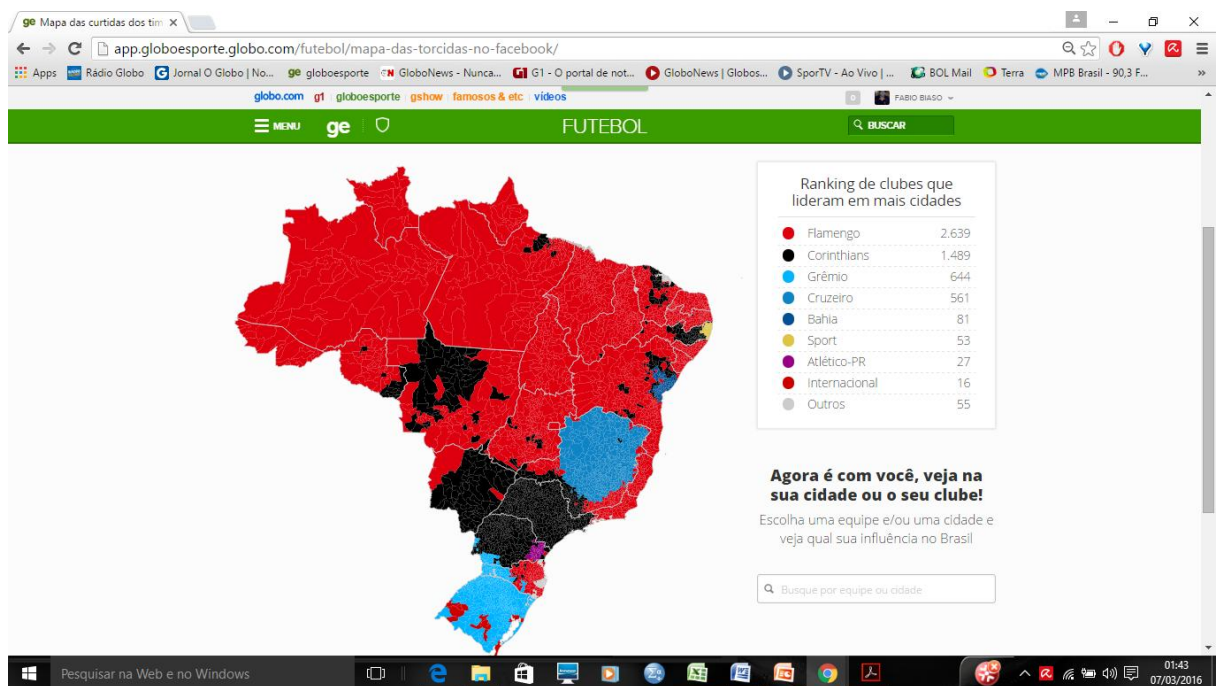 ge Mapa das curtidas dos tim
app.globoesporte.globo.com/futebol/mapa-das-torcidas-no-facebook/
Apps Rádio Globo Jornal O Globo | No... ge globoesporte GloboNews - Nunca... G1 - O portal de not... GloboNews | Globos... SporTV - Ao Vivo | ... BOL Mail Terra MPB Brasil - 90,3 F... »
globo.com g1 globoesporte gshow famosos & etc vídeos 0 FABIO BIASO
MENU ge FUTEBOL BUSCAR
Ranking de clubes que
lideram em mais cidades
Flamengo 2.639
Corinthians 1.489
Grêmio 644
Cruzeiro 561
Bahia 81
Sport 53
Atlético-PR 27
Internacional 16
Outros 55
Agora é com você, veja na
sua cidade ou o seu clube!
Escolha uma equipe e/ou uma cidade e
veja qual sua influência no Brasil
Busque por equipe ou cidade
Pesquisar na Web e no Windows
01:43
07/03/2016